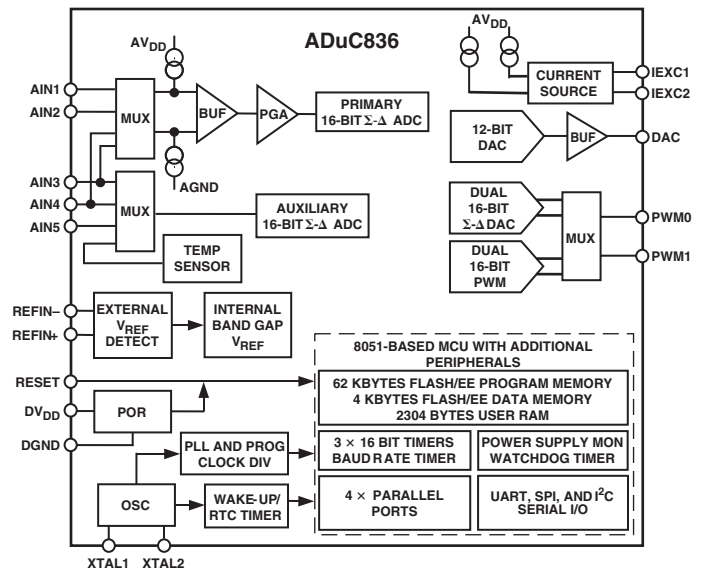 ADuC836
AV_DD
AV_DD
AIN1
AIN2
MUX
BUF
PGA
PRIMARY
16-BIT Σ-Δ ADC
CURRENT
SOURCE
IEXC1
IEXC2
12-BIT
DAC
BUF
DAC
AGND
AIN3
AIN4
AIN5
MUX
AUXILIARY
16-BIT Σ-Δ ADC
TEMP
SENSOR
DUAL
16-BIT
Σ-Δ DAC
DUAL
16-BIT
PWM
MUX
PWM0
PWM1
REFIN–
REFIN+
EXTERNAL
V_REF
DETECT
INTERNAL
BAND GAP
V_REF
RESET
DV_DD
DGND
POR
8051-BASED MCU WITH ADDITIONAL
PERIPHERALS
62 KBYTES FLASH/EE PROGRAM MEMORY
4 KBYTES FLASH/EE DATA MEMORY
2304 BYTES USER RAM
PLL AND PROG
CLOCK DIV
3 × 16 BIT TIMERS
BAUD RATE TIMER
POWER SUPPLY MON
WATCHDOG TIMER
OSC
WAKE-UP/
RTC TIMER
4 × PARALLEL
PORTS
UART, SPI, AND I²C
SERIAL I/O
XTAL1
XTAL2